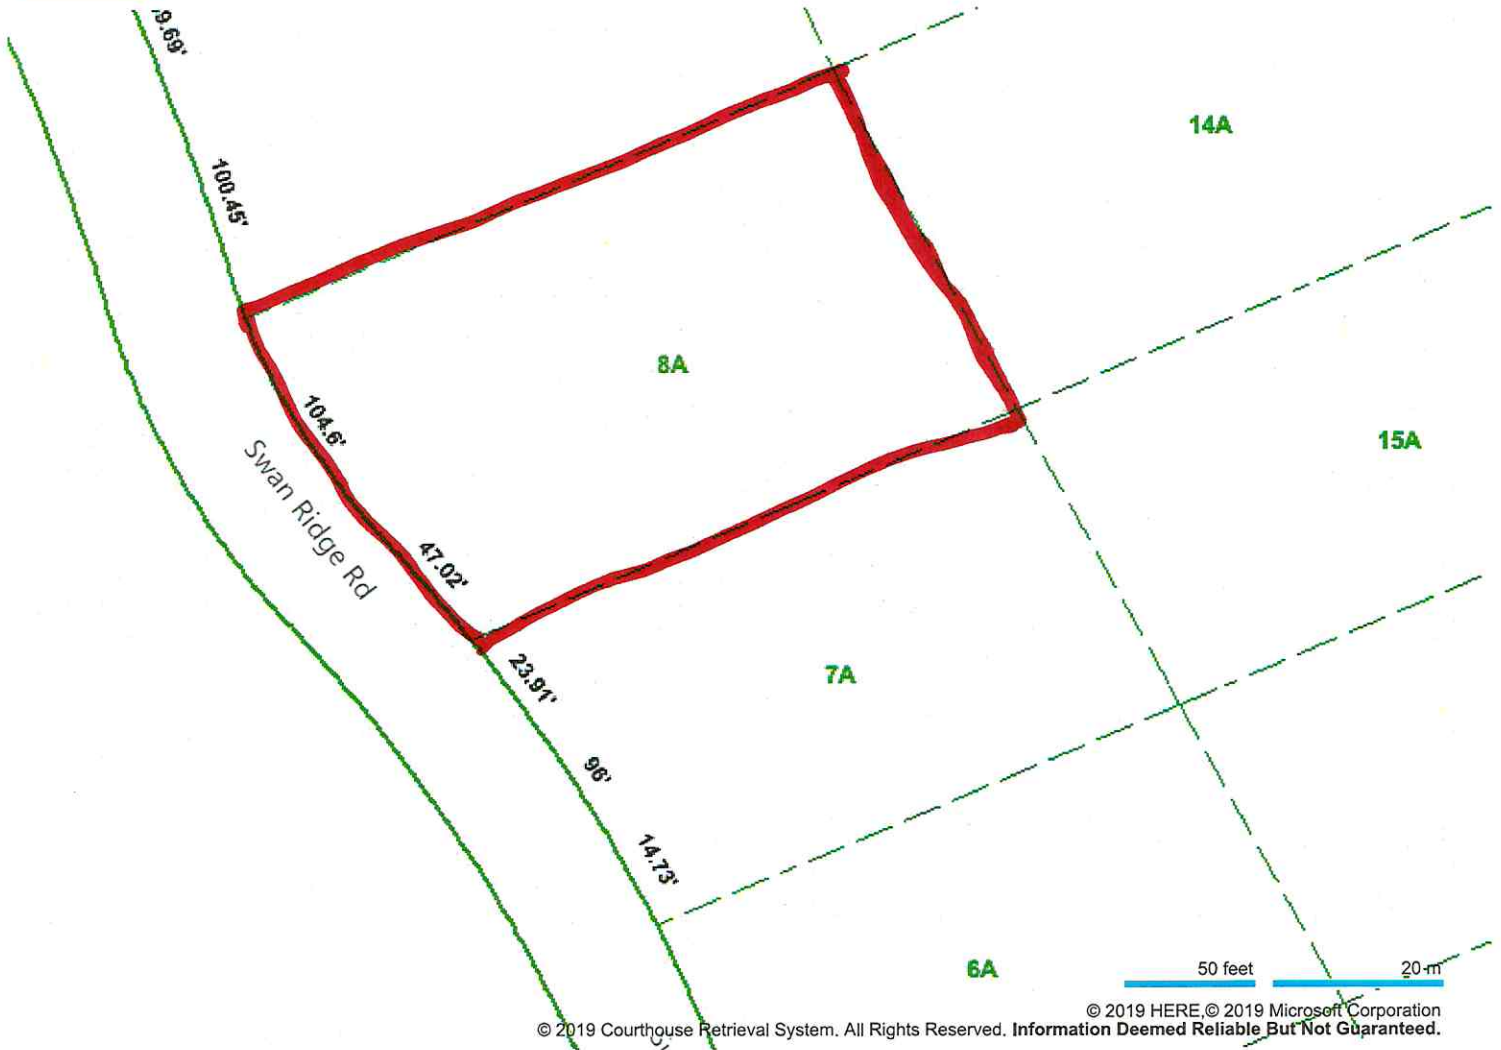 9.69'
100.45'
14A
8A
104.6'
Swan Ridge Rd
47.02'
15A
23.91'
7A
96'
14.73'
6A
50 feet
20 m
© 2019 HERE,© 2019 Microsoft Corporation
© 2019 Courthouse Retrieval System. All Rights Reserved. Information Deemed Reliable But Not Guaranteed.